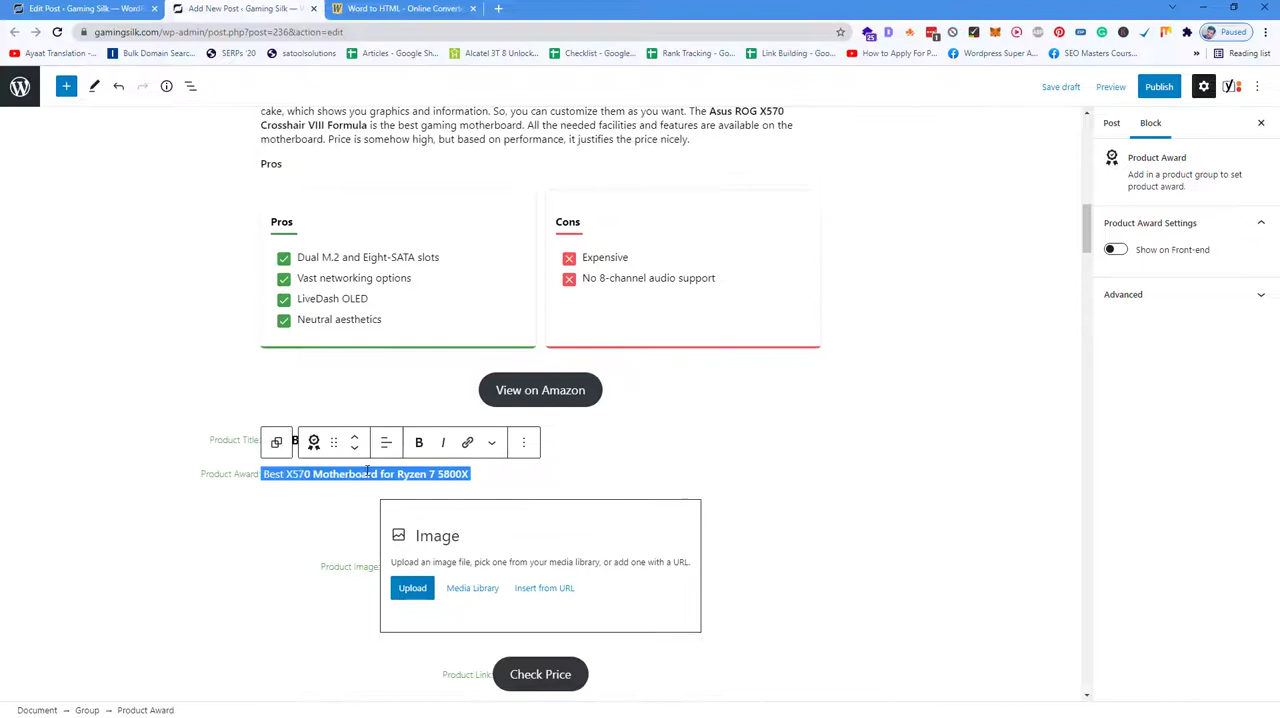 Edit Post ‹ Gaming Silk — WordP
Add New Post ‹ Gaming Silk — W
Word to HTML - Online Converte
gamingsilk.com/wp-admin/post.php?post=236&action=edit
Paused
Ayaat Translation -...
Bulk Domain Search...
SERPs '20
satoosolutions
Articles - Google Sh...
Alcatel 3T 8 Unlock...
Checklist - Google...
Rank Tracking - Go...
Link Building - Goo...
How to Apply For P...
Wordpress Super A...
SEO Masters Cours...
»
Reading list
Save draft
Preview
Publish
cake, which shows you graphics and information. So, you can customize them as you want. The Asus ROG X570
Crosshair VIII Formula is the best gaming motherboard. All the needed facilities and features are available on the
motherboard. Price is somehow high, but based on performance, it justifies the price nicely.
Pros
Pros
Dual M.2 and Eight-SATA slots
Vast networking options
LiveDash OLED
Neutral aesthetics
Cons
Expensive
No 8-channel audio support
View on Amazon
Product Title:
B
B
I
Product Award:
Best X570 Motherboard for Ryzen 7 5800X
Product Image:
Image
Upload an image file, pick one from your media library, or add one with a URL.
Upload
Media Library
Insert from URL
Product Link:
Check Price
Post
Block
Product Award
Add in a product group to set
product award.
Product Award Settings
Show on Front-end
Advanced
Document → Group → Product Award